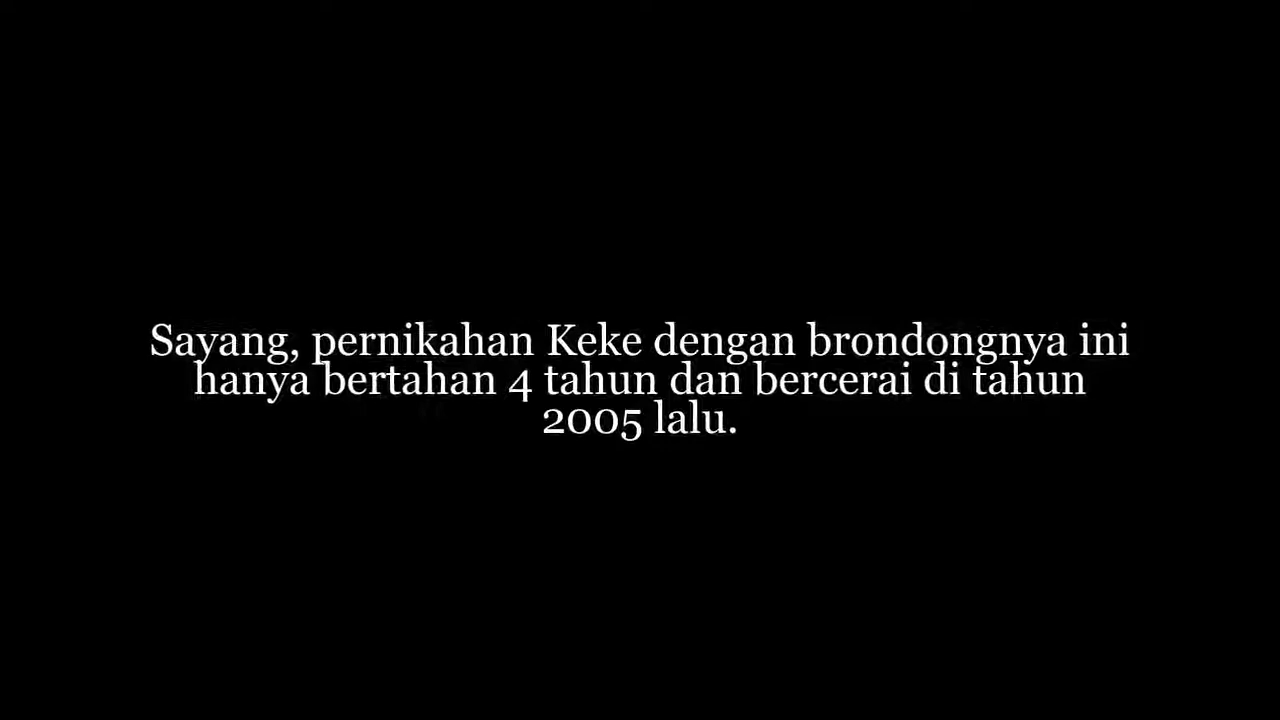 Sayang, pernikahan Keke dengan brondongnya ini
hanya bertahan 4 tahun dan bercerai di tahun
2005 lalu.